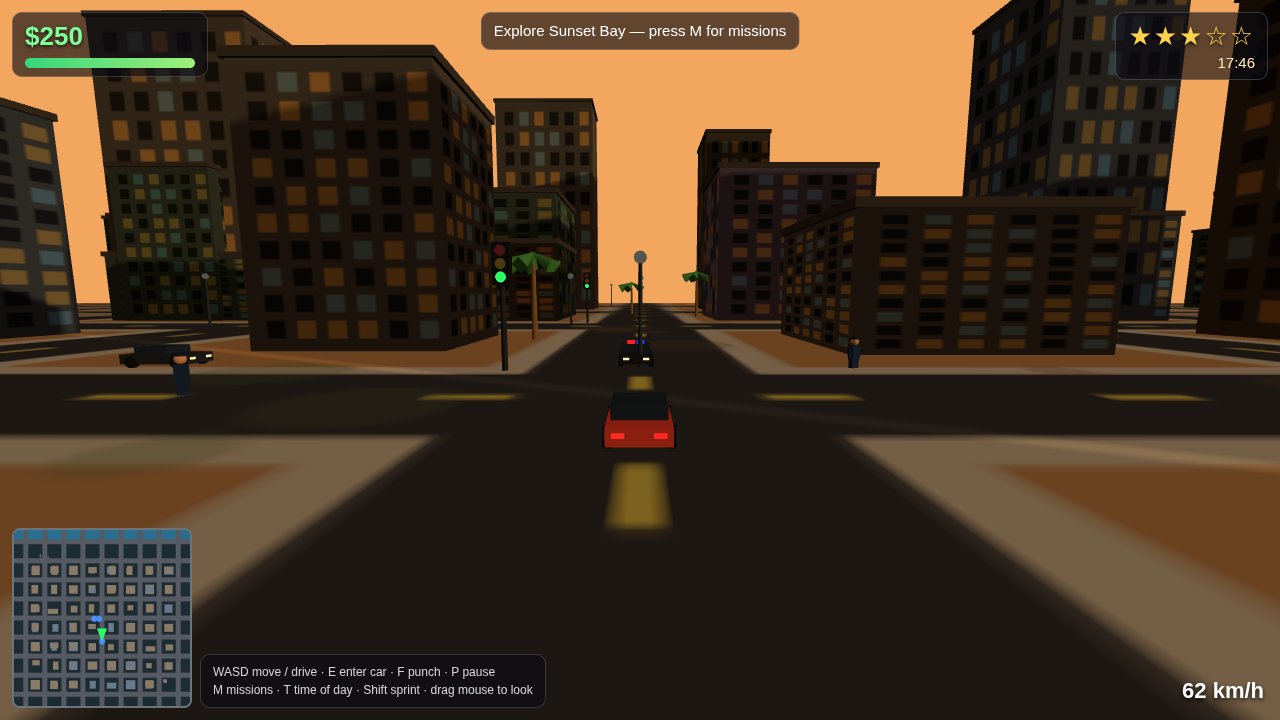 $250
Explore Sunset Bay — press M for missions
★★★☆☆
17:46
WASD move / drive · E enter car · F punch · P pause
M missions · T time of day · Shift sprint · drag mouse to look
62 km/h